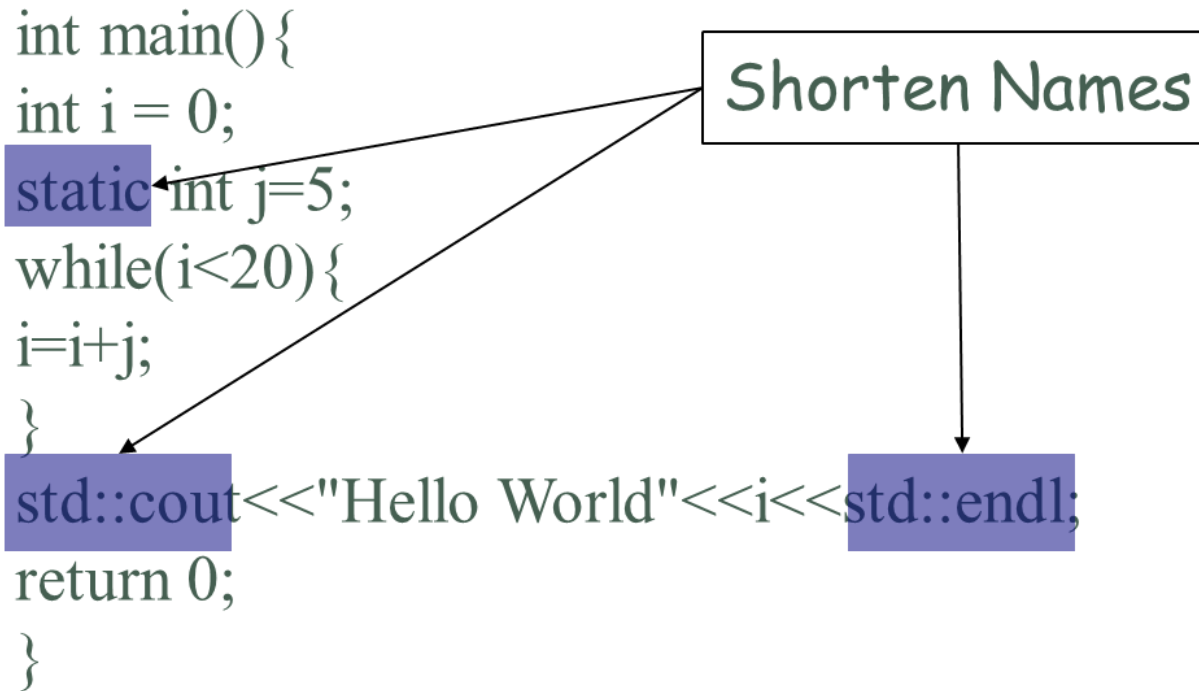 int main(){
Shorten Names
int i = 0;
static int j=5;
while(i<20){
i=i+j;
}
std::cout<<"Hello World"<<i<<std::endl;
return 0;
}